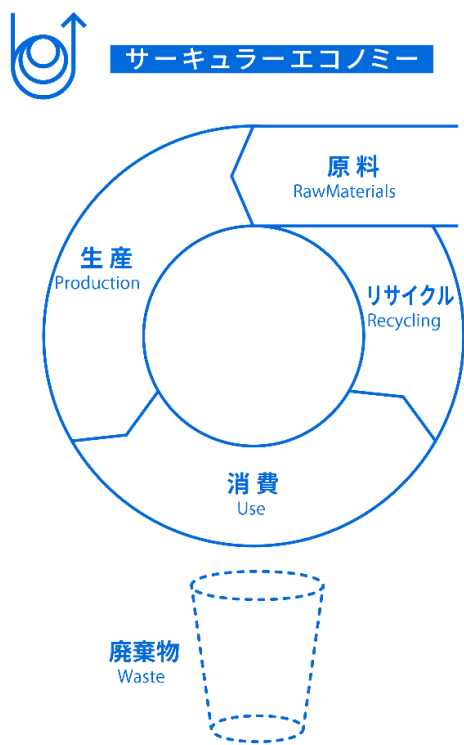 サーキュラーエコノミー
原料
RawMaterials
生産
Production
リサイクル
Recycling
消費
Use
廃棄物
Waste